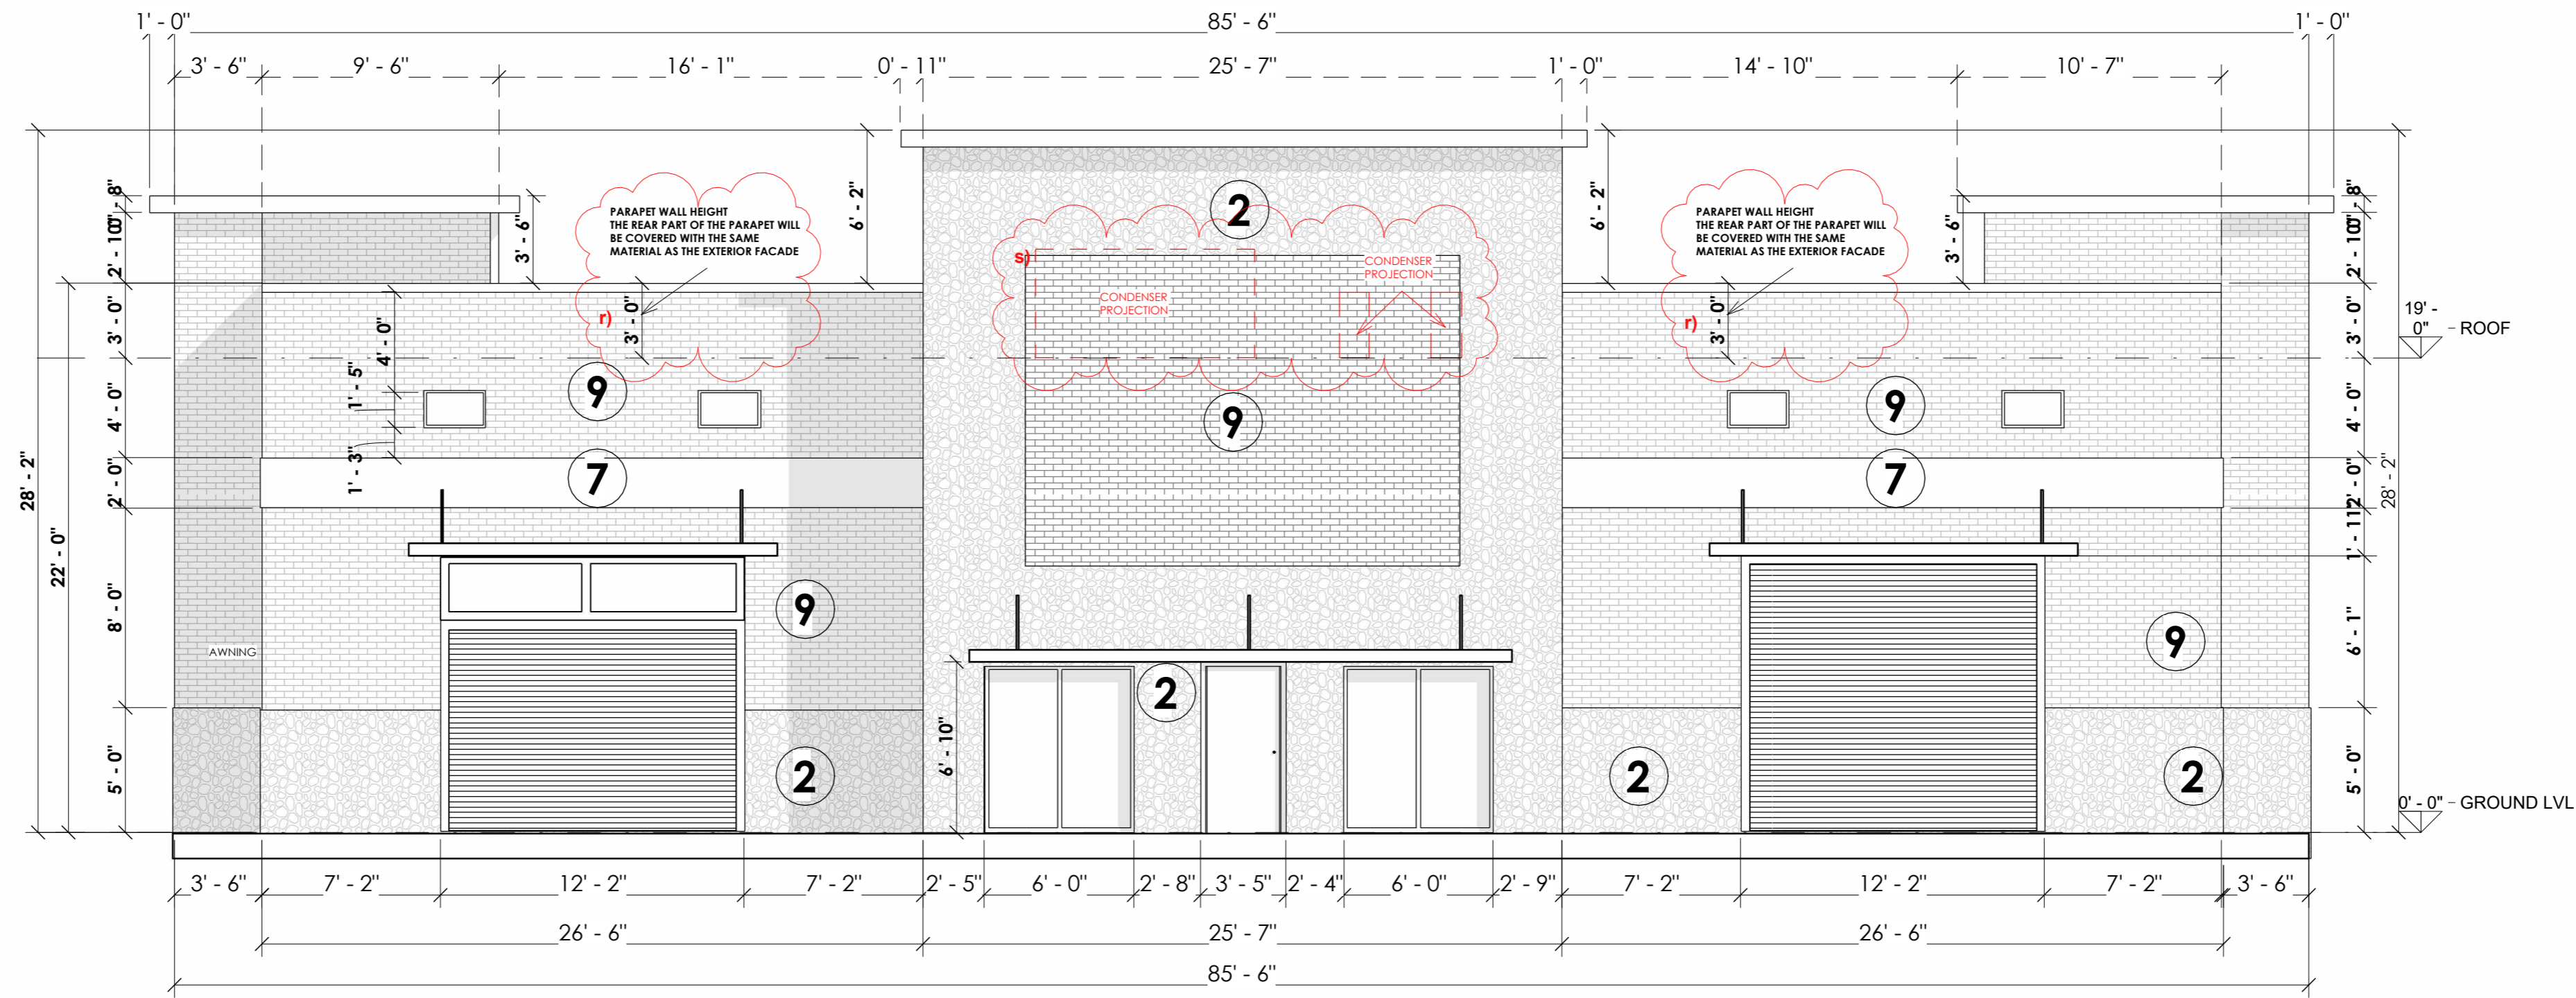 1' - 0" 85' - 6" 1' - 0"
3' - 6" 9' - 6" 16' - 1" 0' - 11" 25' - 7" 1' - 0" 14' - 10" 10' - 7"
28' - 2"
22' - 0"
2' - 10"
3' - 0"
4' - 0"
2' - 0"
8' - 0"
5' - 0"
3' - 6"
PARAPET WALL HEIGHT
THE REAR PART OF THE PARAPET WILL
BE COVERED WITH THE SAME
MATERIAL AS THE EXTERIOR FACADE
r)
3' - 0"
6' - 2"
4' - 0"
1' - 5"
1' - 3"
9
7
9
2
AWNING
2
s)
CONDENSER
PROJECTION
CONDENSER
PROJECTION
9
2
6' - 10"
6' - 2"
PARAPET WALL HEIGHT
THE REAR PART OF THE PARAPET WILL
BE COVERED WITH THE SAME
MATERIAL AS THE EXTERIOR FACADE
r)
3' - 0"
3' - 6"
9
7
9
2
2
2' - 10"
3' - 0"
4' - 0"
2' - 0"
1' - 11"
6' - 1"
5' - 0"
28' - 2"
19' -
0" ROOF
0' - 0" GROUND LVL
3' - 6" 7' - 2" 12' - 2" 7' - 2" 2' - 5" 6' - 0" 2' - 8" 3' - 5" 2' - 4" 6' - 0" 2' - 9" 7' - 2" 12' - 2" 7' - 2" 3' - 6"
26' - 6" 25' - 7" 26' - 6"
85' - 6"